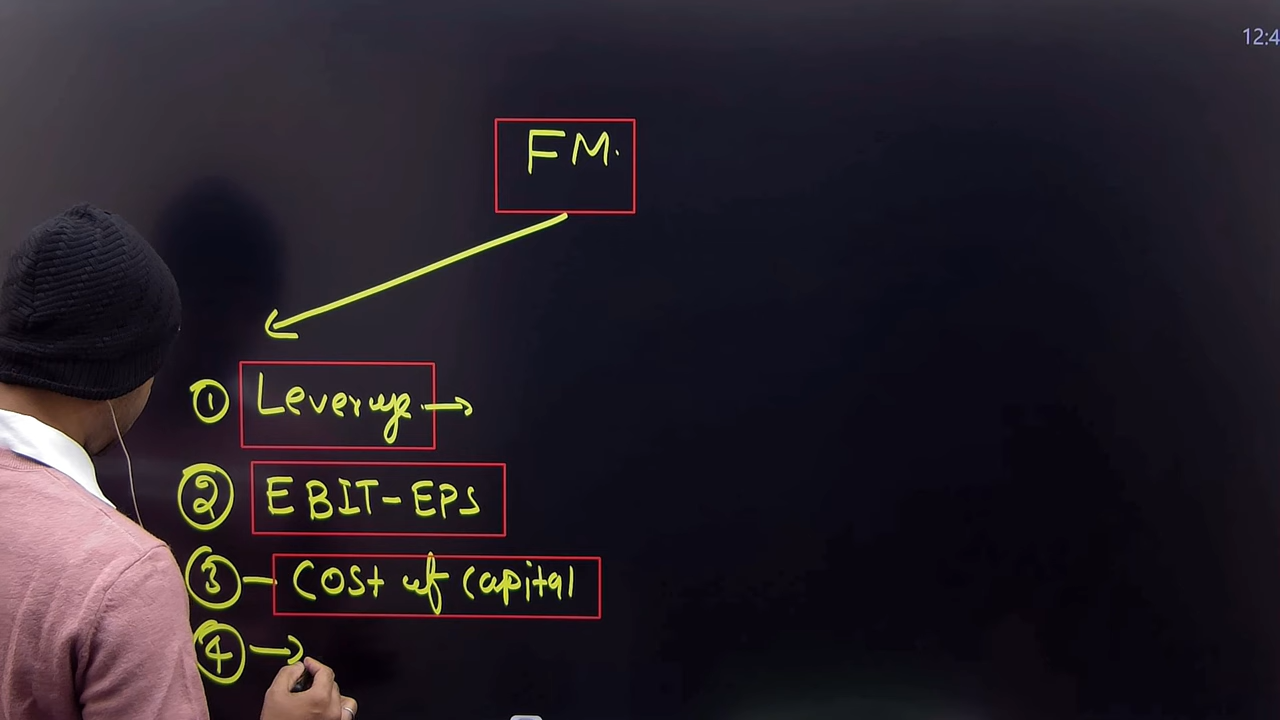 12:4
FM.
① Leverage →
② EBIT-EPS
③ - Cost of capital
④ →